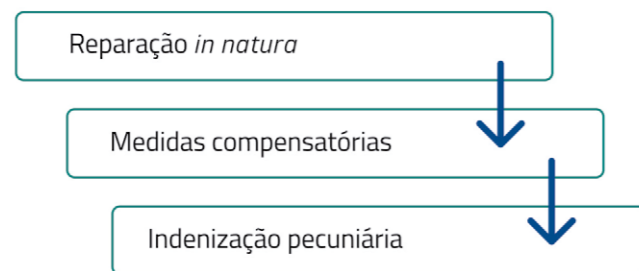 Reparação in natura
Medidas compensatórias
Indenização pecuniária